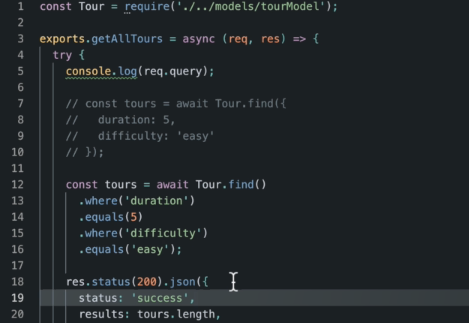 1 const Tour = require('./../models/tourModel');
2
3 exports.getAllTours = async (req, res) => {
4 try {
5 console.log(req.query);
6
7 // const tours = await Tour.find({
8 // duration: 5,
9 // difficulty: 'easy'
10 // });
11
12 const tours = await Tour.find()
13 .where('duration')
14 .equals(5)
15 .where('difficulty')
16 .equals('easy');
17
18 res.status(200).json({
19 status: 'success',
20 results: tours.length,